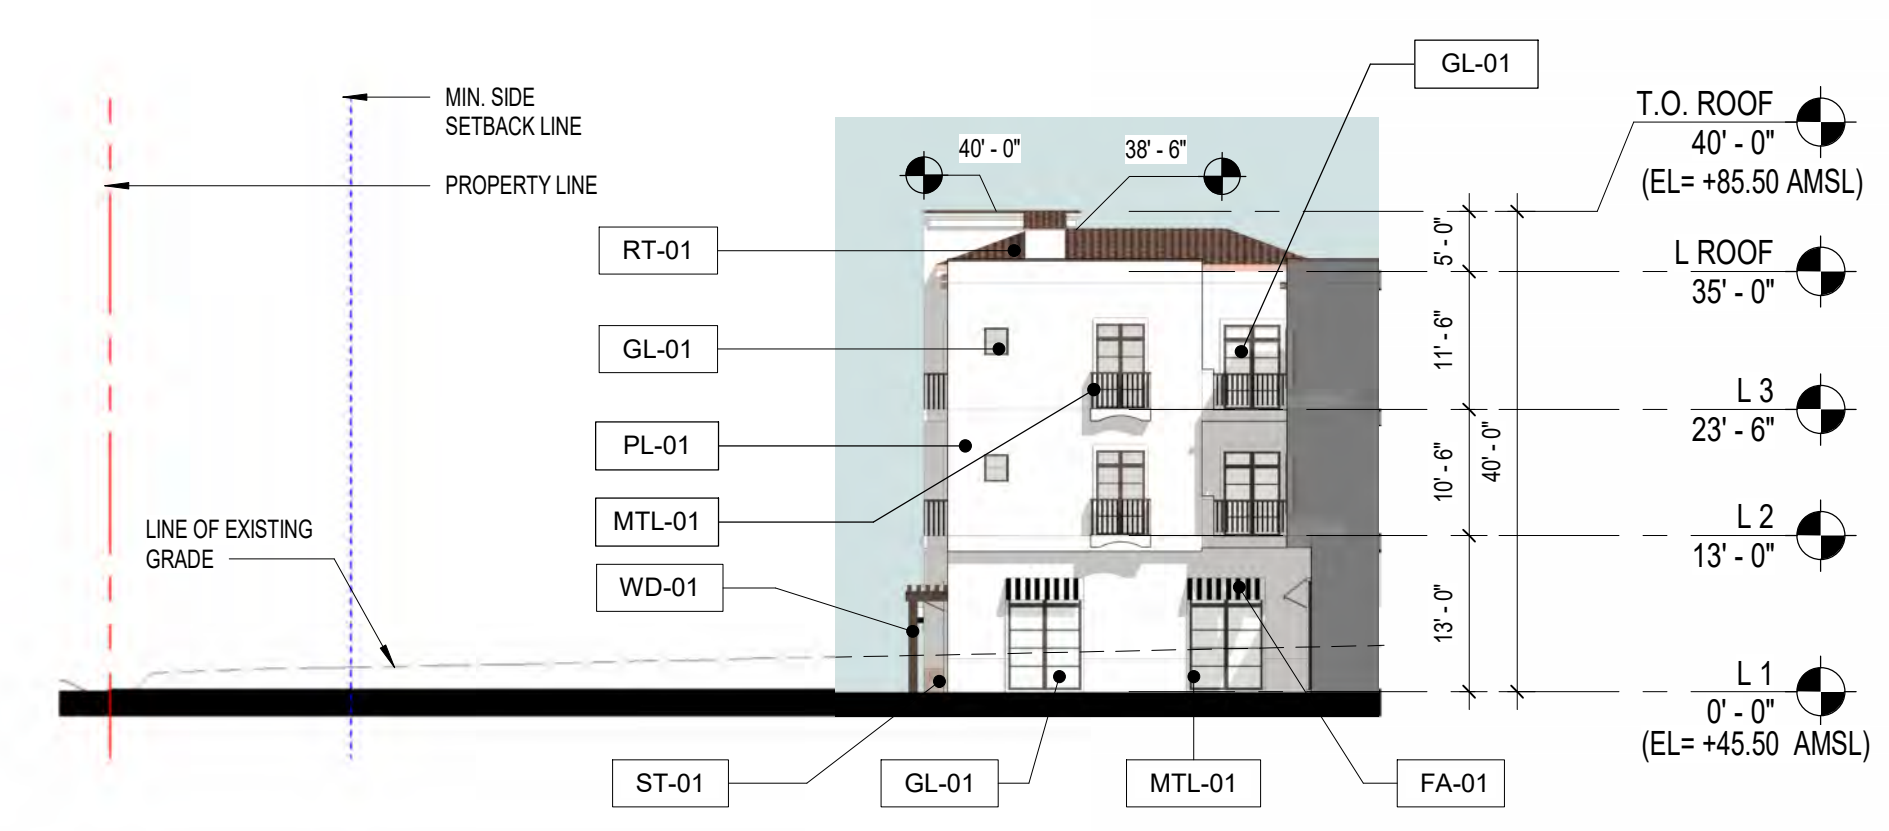 GL-01
MIN. SIDE
SETBACK LINE
PROPERTY LINE
40' - 0"
38' - 6"
T.O. ROOF
40' - 0"
(EL= +85.50 AMSL)
RT-01
5' - 0"
L ROOF
35' - 0"
GL-01
11' - 6"
L 3
23' - 6"
PL-01
10' - 6"
40' - 0"
MTL-01
LINE OF EXISTING
GRADE
L 2
13' - 0"
WD-01
13' - 0"
L 1
0' - 0"
(EL= +45.50 AMSL)
ST-01
GL-01
MTL-01
FA-01